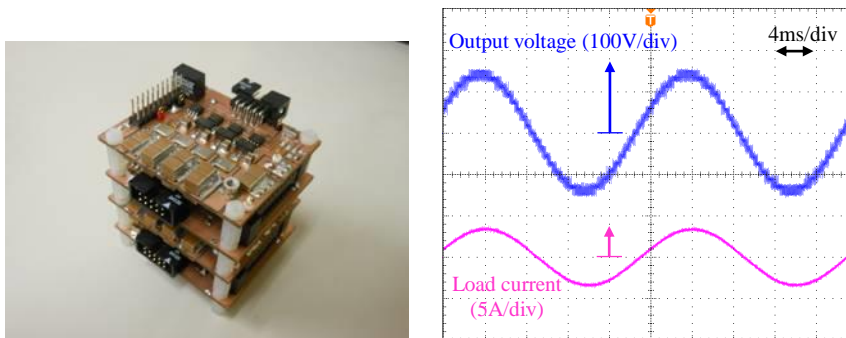 T
Output voltage (100V/div)
4ms/div
Load current
(5A/div)